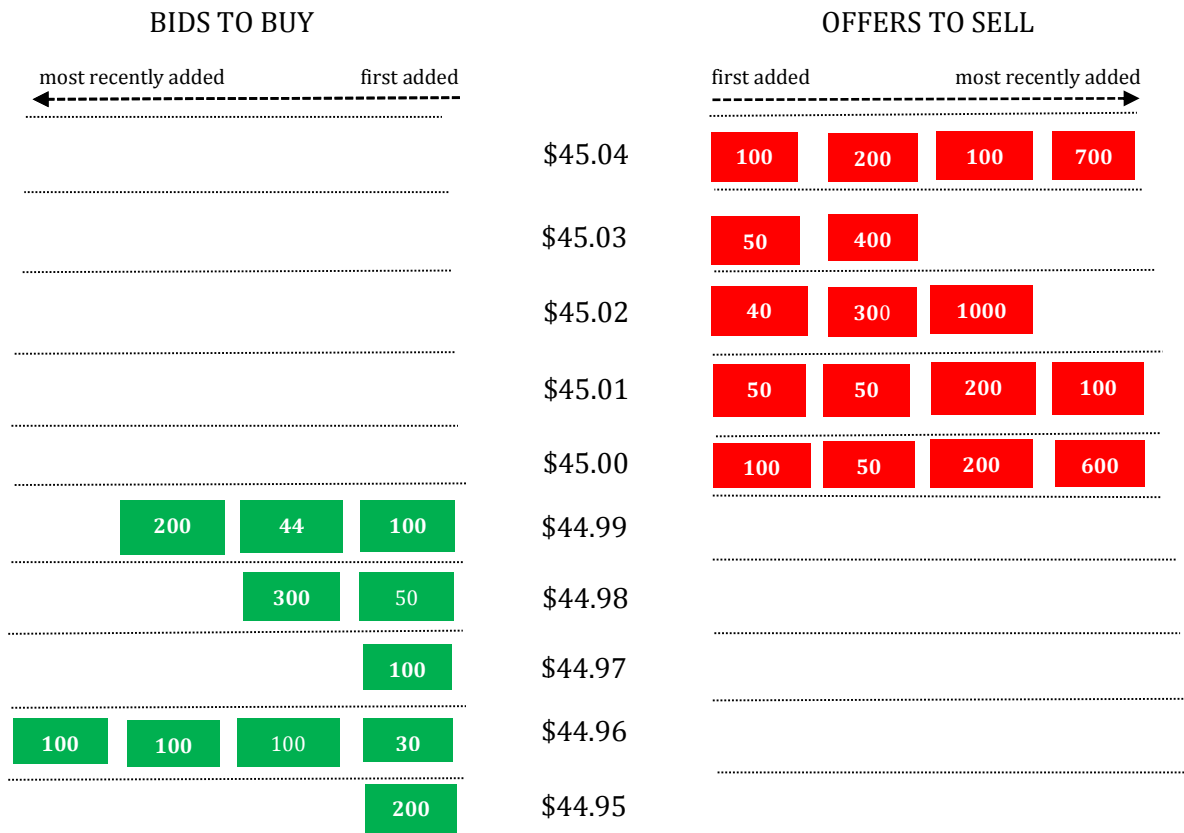 BIDS TO BUY OFFERS TO SELL
most recently added first added first added most recently added
$45.04 100 200 100 700
$45.03 50 400
$45.02 40 300 1000
$45.01 50 50 200 100
$45.00 100 50 200 600
200 44 100 $44.99
300 50 $44.98
100 $44.97
100 100 100 30 $44.96
200 $44.95